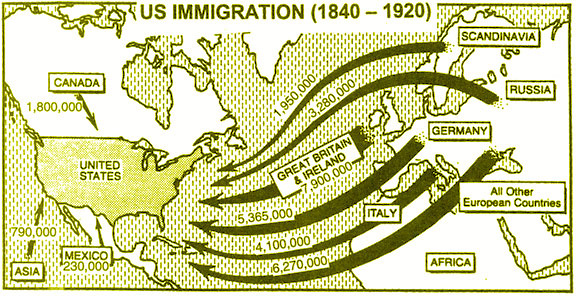 US IMMIGRATION (1840 – 1920)
SCANDINAVIA
CANADA
1,800,000
1,950,000
3,280,000
RUSSIA
GERMANY
UNITED
STATES
GREAT BRITAIN
& IRELAND
900,000
All Other
European Countries
ITALY
5,365,000
790,000
4,100,000
MEXICO
230,000
6,270,000
AFRICA
ASIA